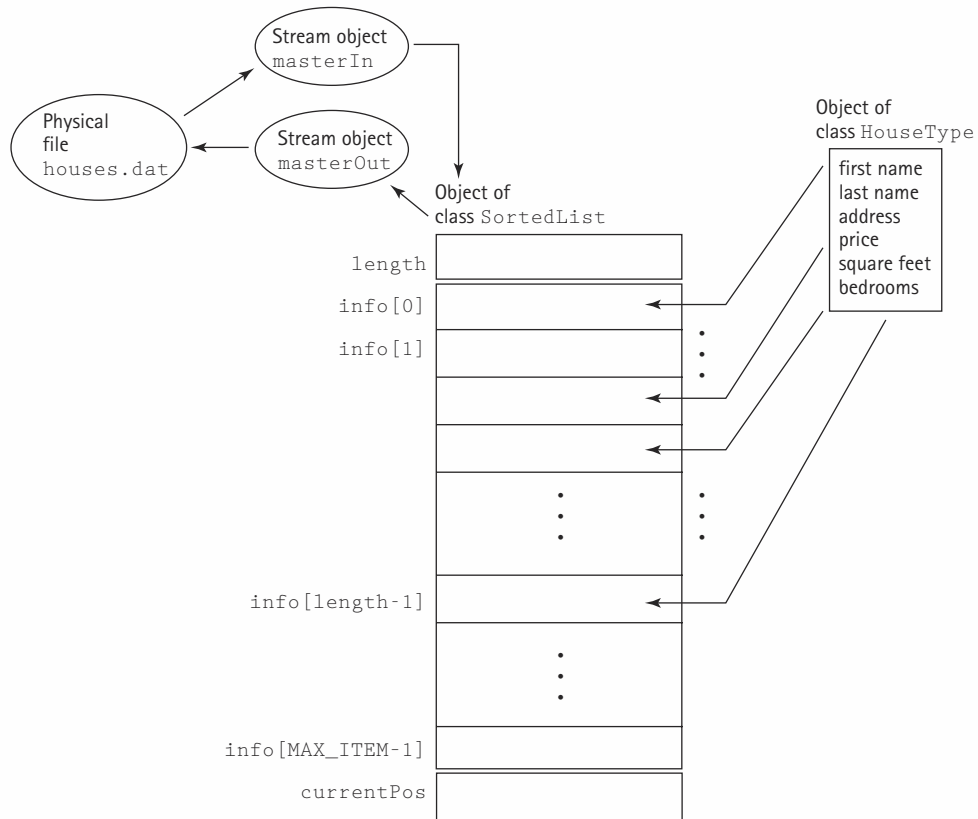 Stream object
masterIn
Physical
file
houses.dat
Stream object
masterOut
Object of
class HouseType
first name
last name
address
price
square feet
bedrooms
Object of
class SortedList
length
info[0]
info[1]
info[length-1]
info[MAX_ITEM-1]
currentPos